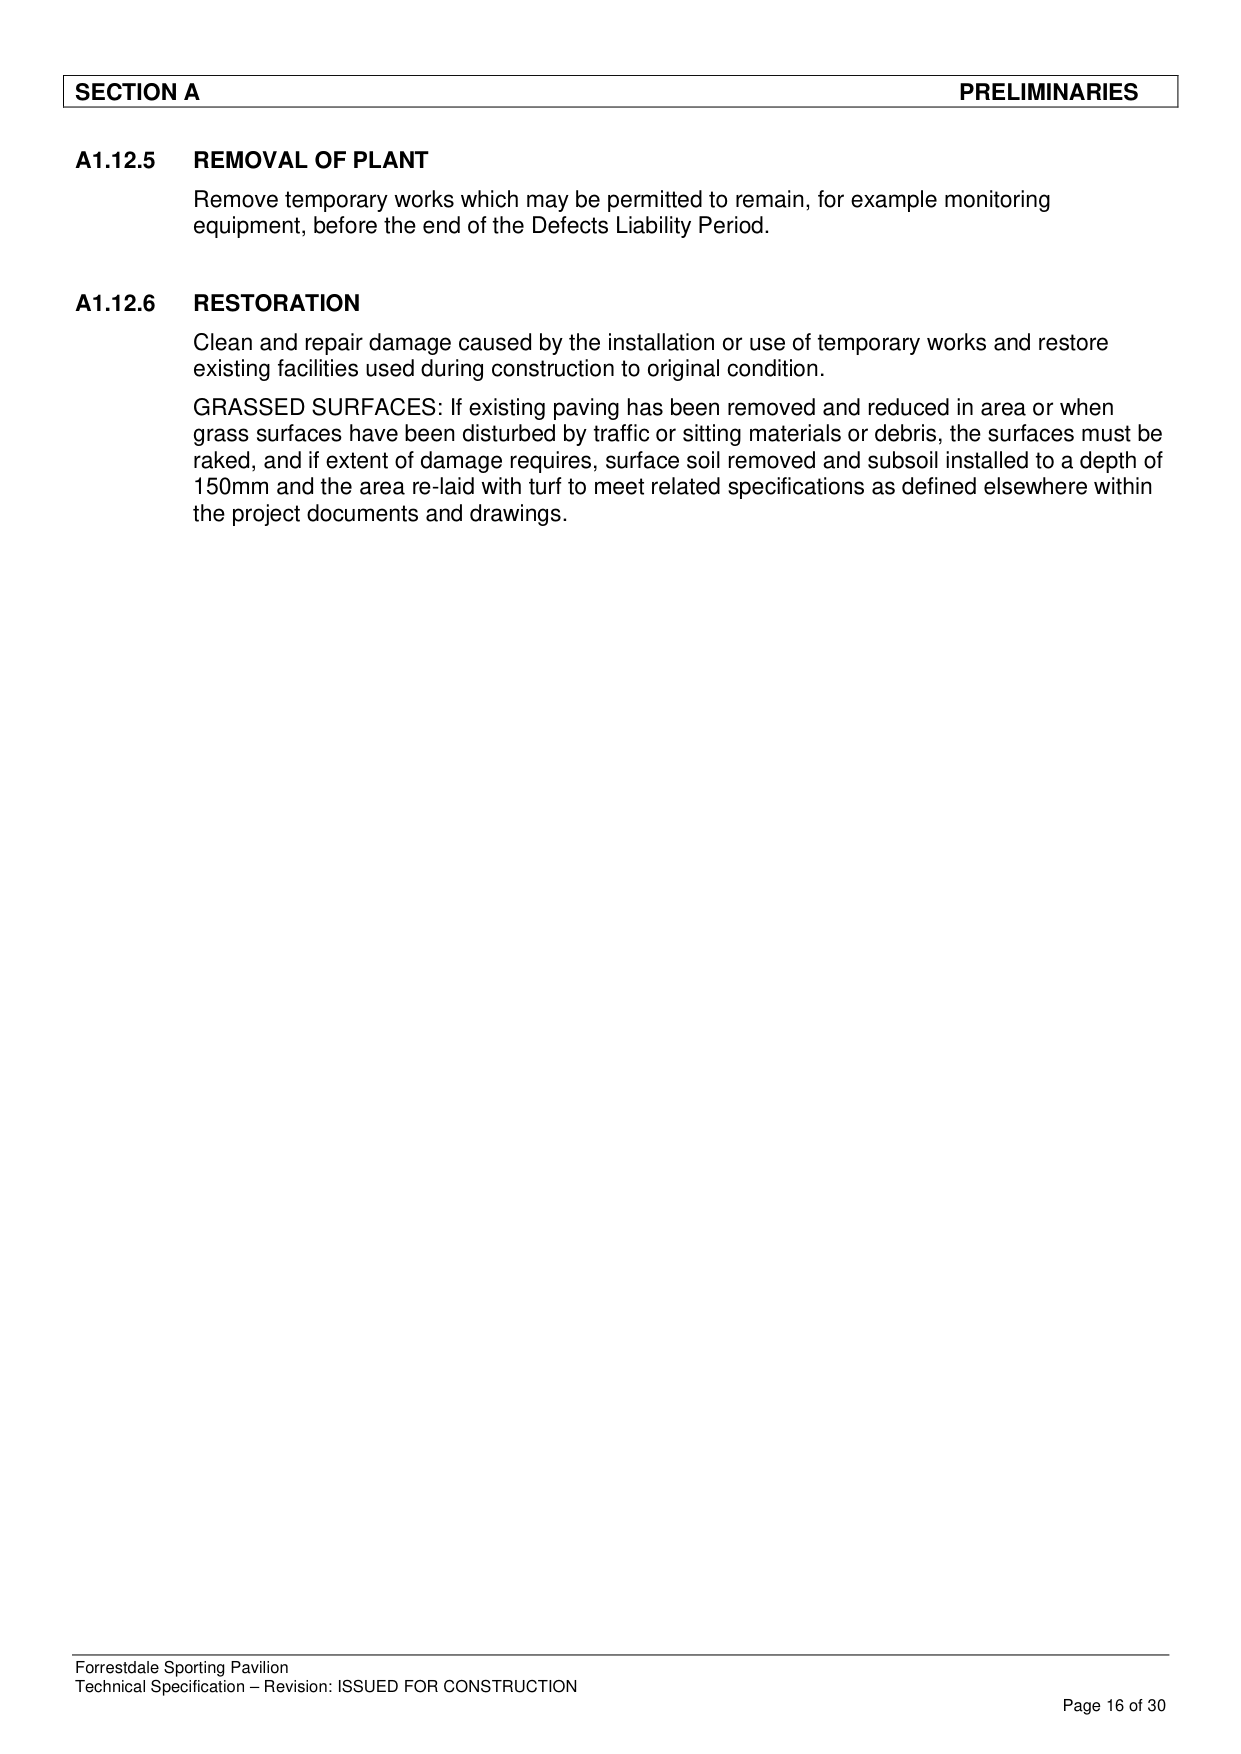 SECTION A PRELIMINARIES
A1.12.5 REMOVAL OF PLANT
Remove temporary works which may be permitted to remain, for example monitoring
equipment, before the end of the Defects Liability Period.
A1.12.6 RESTORATION
Clean and repair damage caused by the installation or use of temporary works and restore
existing facilities used during construction to original condition.
GRASSED SURFACES: If existing paving has been removed and reduced in area or when
grass surfaces have been disturbed by traffic or sitting materials or debris, the surfaces must be
raked, and if extent of damage requires, surface soil removed and subsoil installed to a depth of
150mm and the area re-laid with turf to meet related specifications as defined elsewhere within
the project documents and drawings.
Forrestdale Sporting Pavilion
Technical Specification – Revision: ISSUED FOR CONSTRUCTION
Page 16 of 30